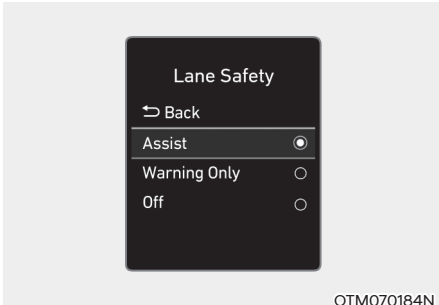 Lane Safety
Back
Assist
Warning Only
Off
OTM070184N